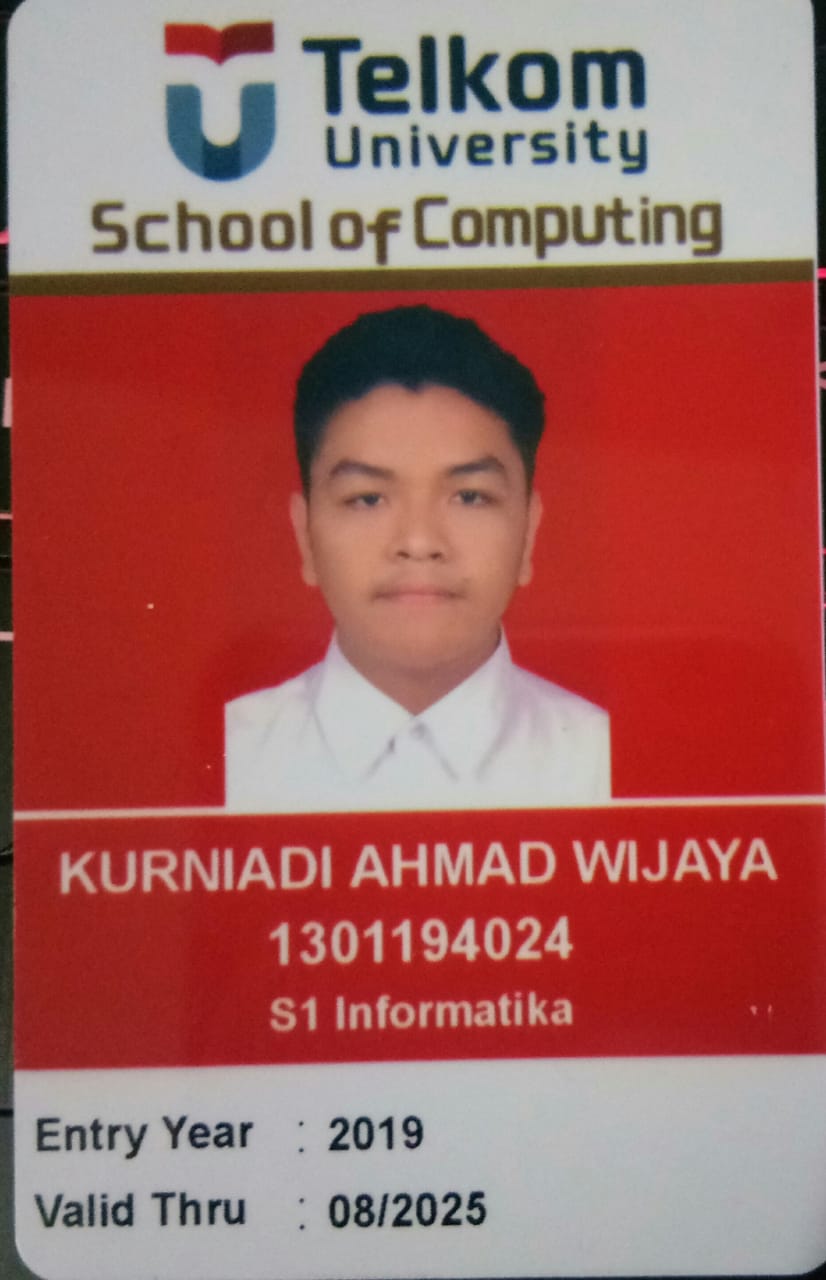 Telkom
University
School of Computing
KURNIADI AHMAD WIJAYA
1301194024
S1 Informatika
Entry Year : 2019
Valid Thru : 08/2025